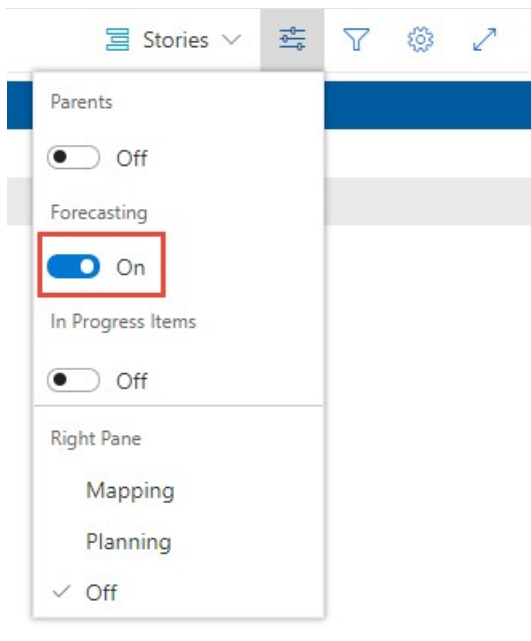 Stories
Parents
Off
Forecasting
On
In Progress Items
Off
Right Pane
Mapping
Planning
Off